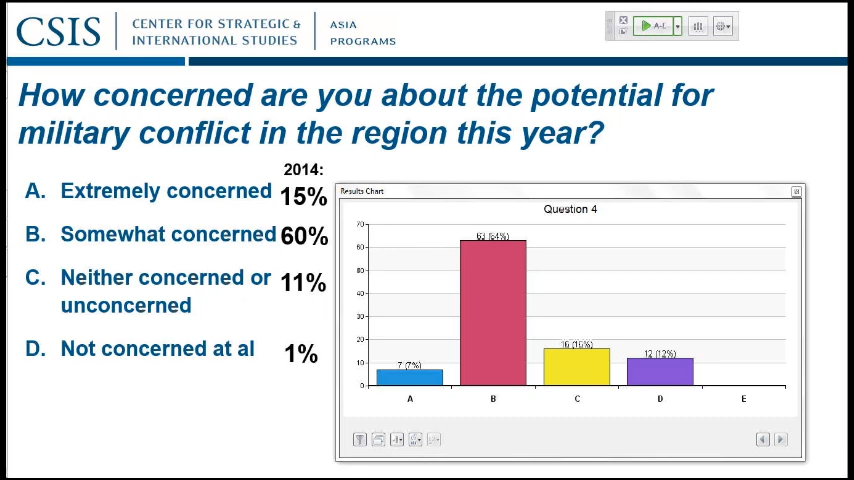 CSIS
CENTER FOR STRATEGIC &
INTERNATIONAL STUDIES
ASIA
PROGRAMS
A-E
How concerned are you about the potential for
military conflict in the region this year?
2014:
A. Extremely concerned 15%
B. Somewhat concerned 60%
C. Neither concerned or
unconcerned
11%
D. Not concerned at al 1%
Results Chart
Question 4
70
60
50
40
30
20
10
0
63 (64%)
7 (7%)
16 (16%)
12 (12%)
A B C D E